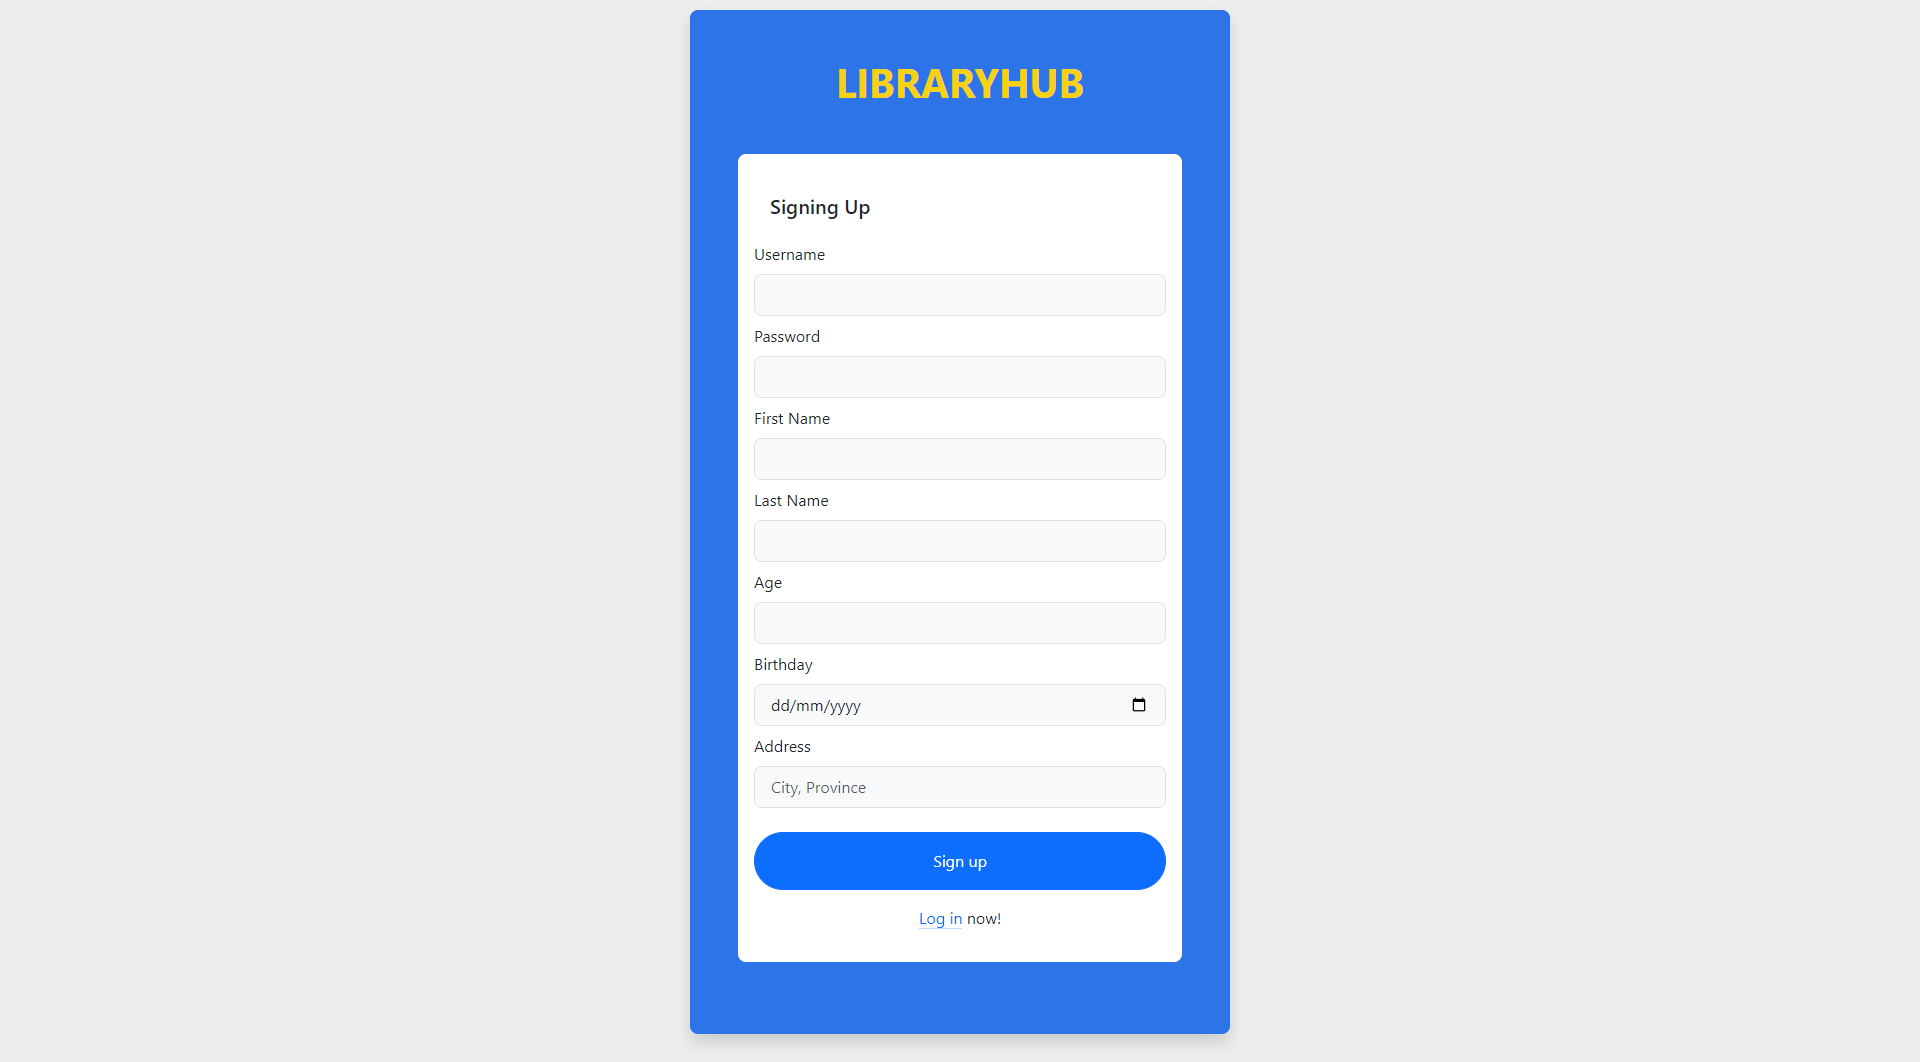 LIBRARYHUB
Signing Up
Username
Password
First Name
Last Name
Age
Birthday
dd/mm/yyyy
Address
City, Province
Sign up
Log in now!